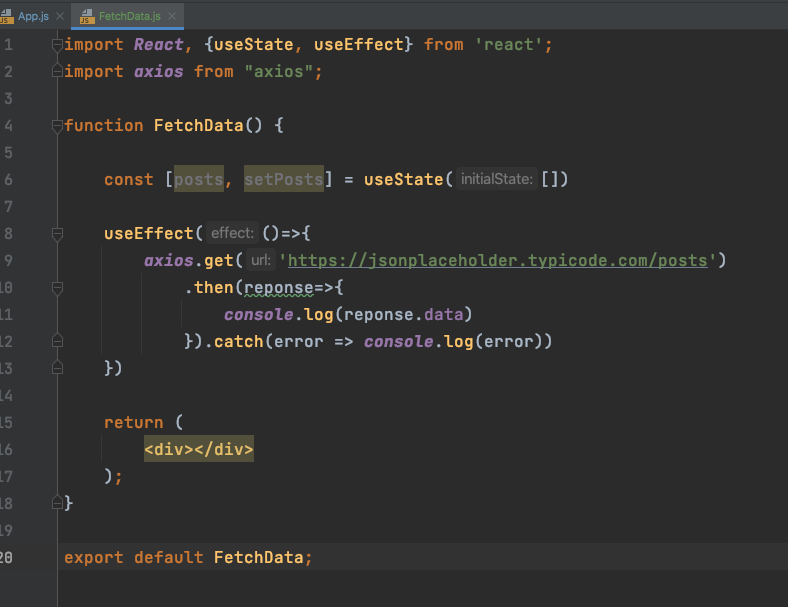 App.js FetchData.js
1 import React, {useState, useEffect} from 'react';
2 import axios from "axios";
3
4 function FetchData() {
5
6 const [posts, setPosts] = useState( initialState: [])
7
8 useEffect( effect: ()=>{
9 axios.get( url: 'https://jsonplaceholder.typicode.com/posts')
10 .then(reponse=>{
11 console.log(reponse.data)
12 }).catch(error => console.log(error))
13 })
14
15 return (
16 <div></div>
17 );
18 }
19
20 export default FetchData;